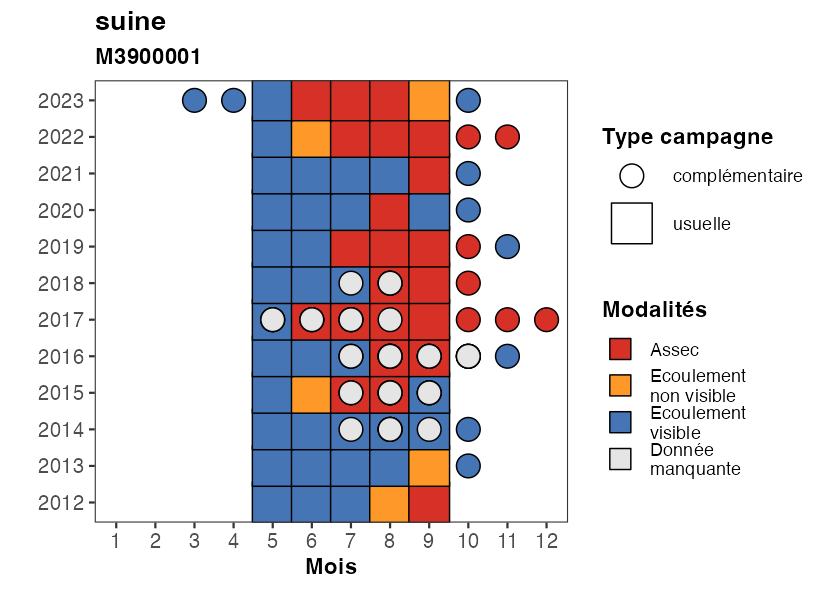 suine
M3900001
2023
2022
2021
2020
2019
2018
2017
2016
2015
2014
2013
2012
1 2 3 4 5 6 7 8 9 10 11 12
Mois
Type campagne
complémentaire
usuelle
Modalités
Assec
Ecoulement
non visible
Ecoulement
visible
Donnée
manquante